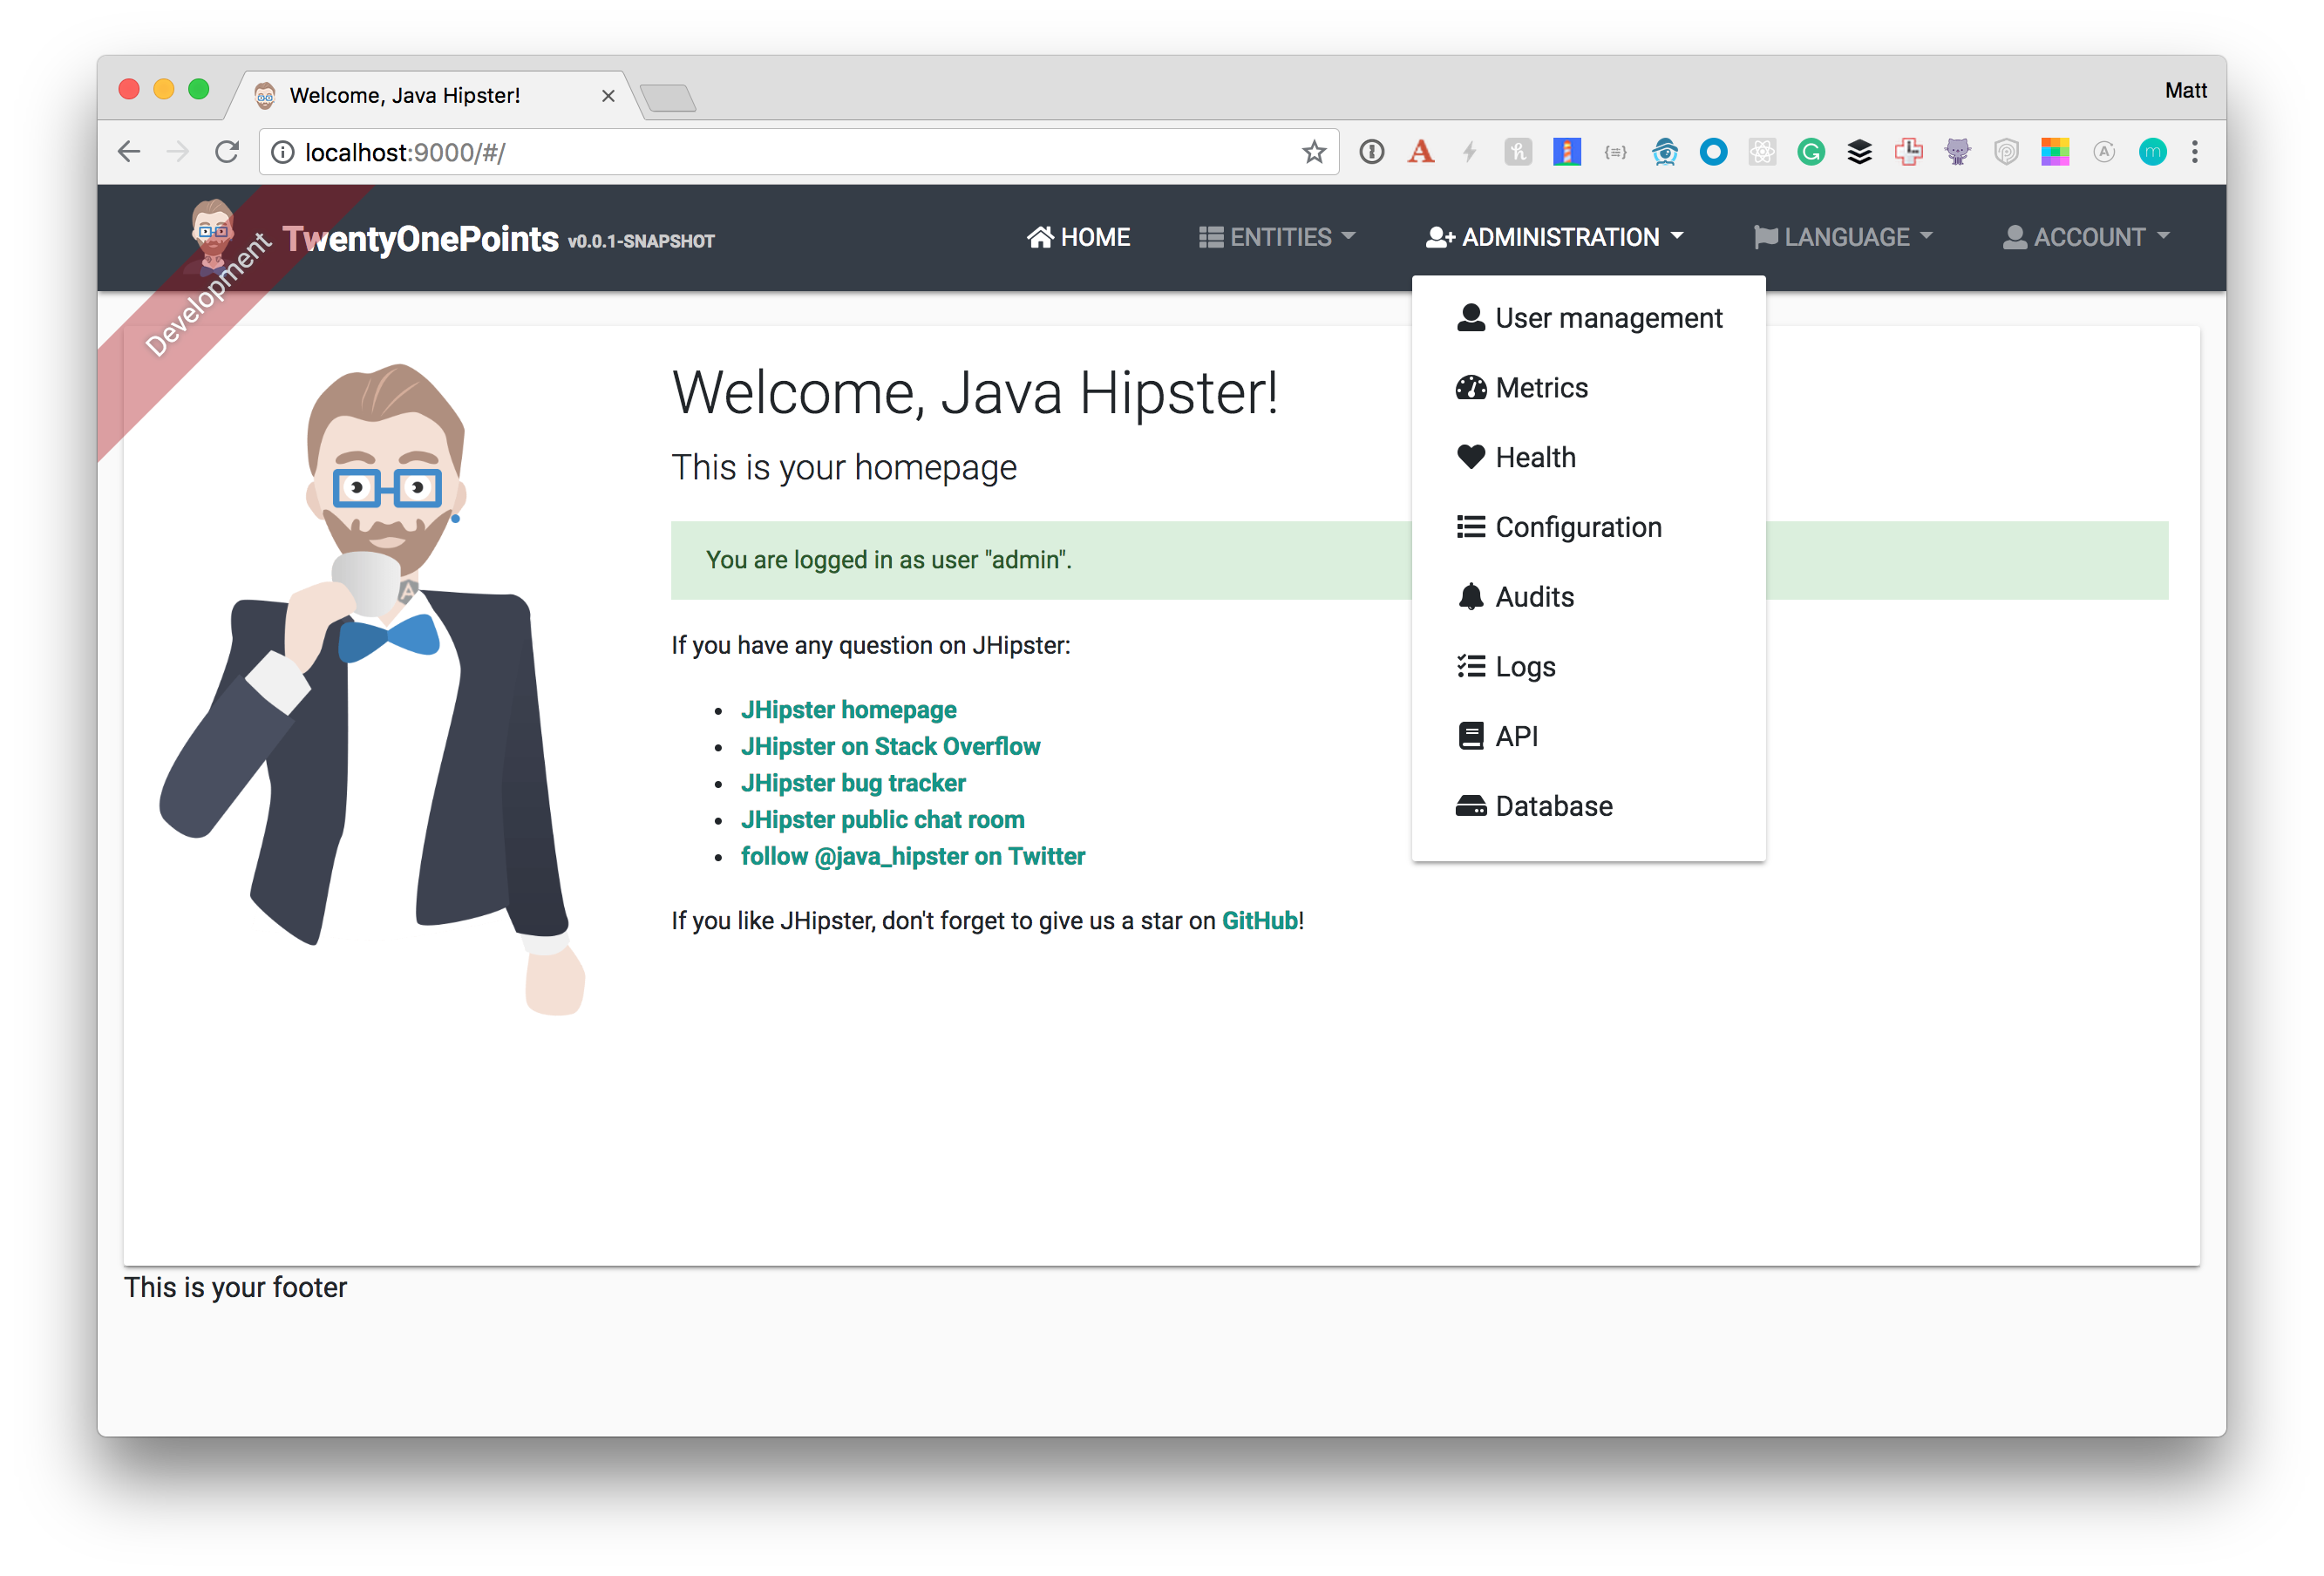 Welcome, Java Hipster!
Matt
localhost:9000/#/
Development
TwentyOnePoints v0.0.1-SNAPSHOT
HOME
ENTITIES
ADMINISTRATION
LANGUAGE
ACCOUNT
User management
Metrics
Health
Configuration
Audits
Logs
API
Database
Welcome, Java Hipster!
This is your homepage
You are logged in as user "admin".
If you have any question on JHipster:
JHipster homepage
JHipster on Stack Overflow
JHipster bug tracker
JHipster public chat room
follow @java_hipster on Twitter
If you like JHipster, don't forget to give us a star on GitHub!
This is your footer